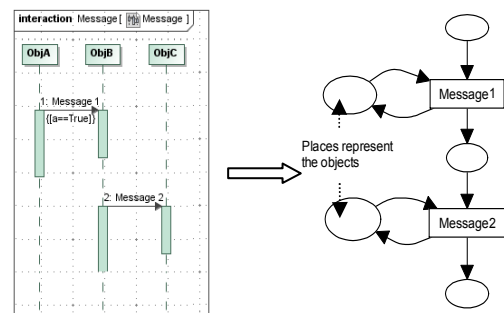 interaction Message [ Message ]
ObjA ObjB ObjC
1: Message 1
{[a==True]}
2: Message 2
Message1
Places represent
the objects
Message2